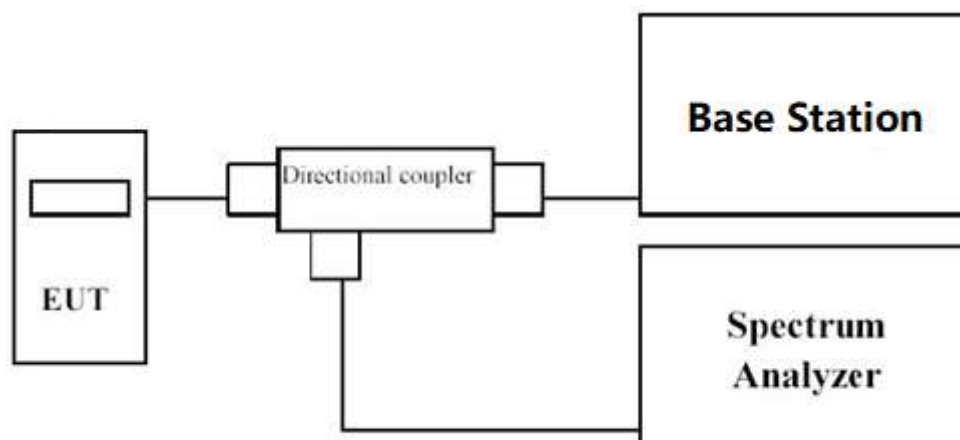 Base Station
Directional coupler
EUT
Spectrum
Analyzer